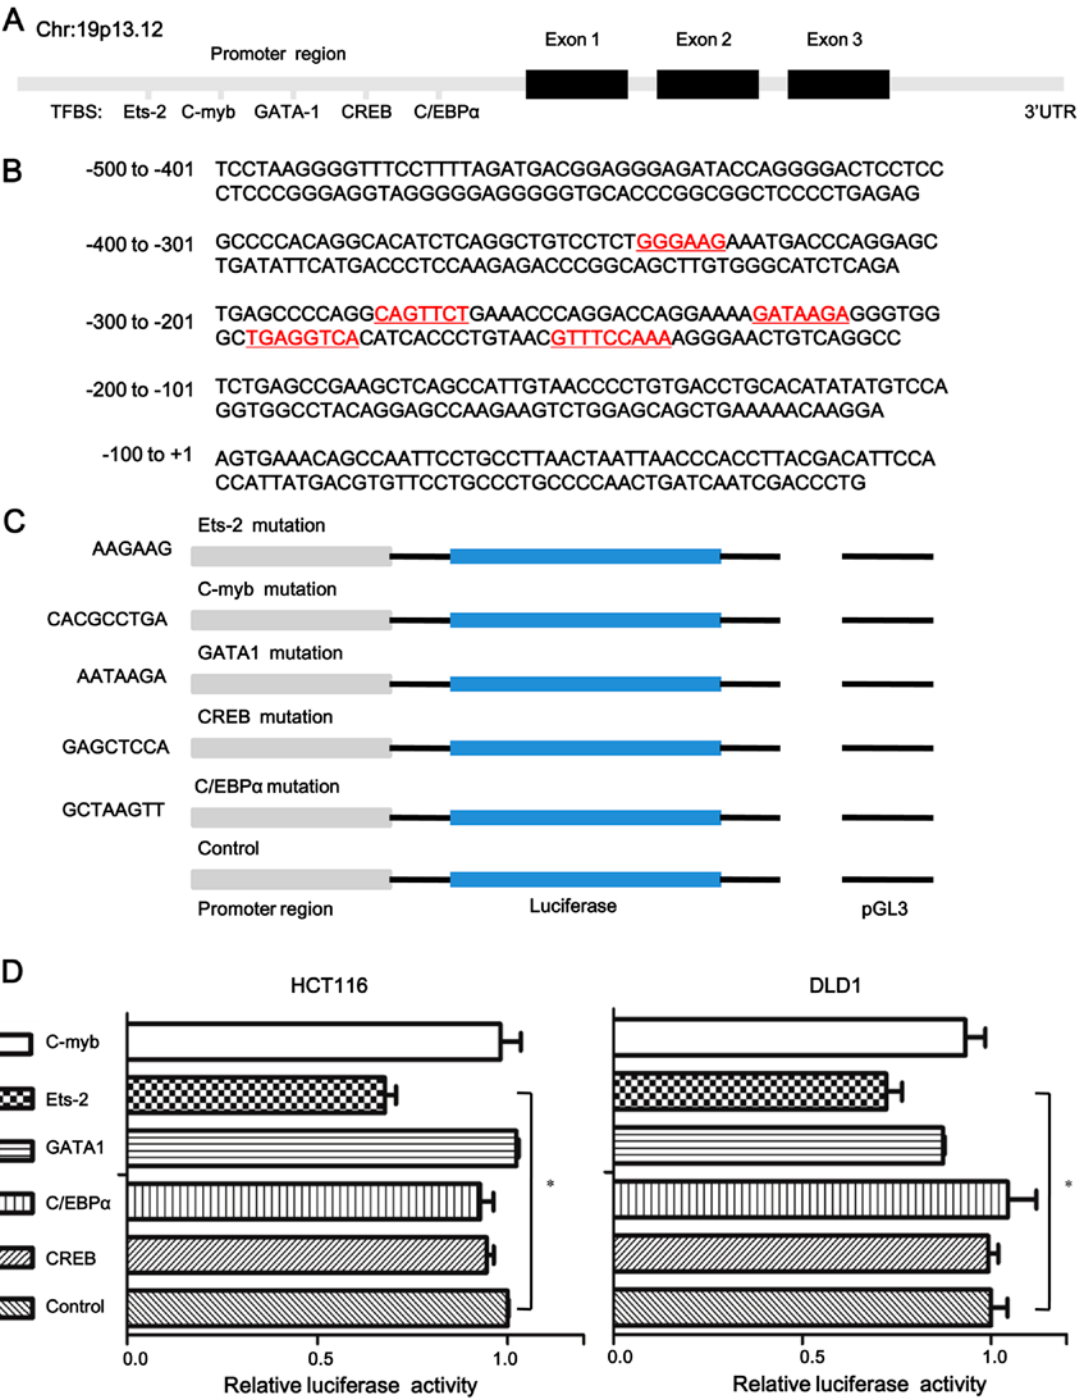 A
Chr:19p13.12
Promoter region
Exon 1
Exon 2
Exon 3
TFBS:
Ets-2
C-myb
GATA-1
CREB
C/EBPα
3'UTR
B
-500 to -401
TCCTAAGGGGTTTCCTTTTAGATGACGGAGGGAGATACCAGGGGACTCCTCC
CTCCCGGGAGGTAGGGGGAGGGGGTGCACCCGGCGGCTCCCCTGAGAG
-400 to -301
GCCCCACAGGCACATCTCAGGCTGTCCTCTGGGAAGAAATGACCCAGGAGC
TGATATTCATGACCCTCCAAGAGACCCGGCAGCTTGTGGGCATCTCAGA
-300 to -201
TGAGCCCCAGGCAGTTCTGAAACCCAGGACCAGGAAAAGATAAGAGGGTGG
GCTGAGGTCACATCACCCTGTAACGTTTCCAAAAGGGAACTGTCAGGCC
-200 to -101
TCTGAGCCGAAGCTCAGCCATTGTAACCCCTGTGACCTGCACATATATGTCCA
GGTGGCCTACAGGAGCCAAGAAGTCTGGAGCAGCTGAAAAACAAGGA
-100 to +1
AGTGAAACAGCCAATTCCTGCCTTAACTAATTAACCCACCTTACGACATTCCA
CCATTATGACGTGTTCCTGCCCTGCCCCAACTGATCAATCGACCCTG
C
Ets-2 mutation
AAGAAG
C-myb mutation
CACGCCTGA
GATA1 mutation
AATAAGA
CREB mutation
GAGCTCCA
C/EBPα mutation
GCTAAGTT
Control
Promoter region
Luciferase
pGL3
D
HCT116
DLD1
C-myb
Ets-2
GATA1
C/EBPα
CREB
Control
*
*
0.0
0.5
1.0
0.0
0.5
1.0
Relative luciferase activity
Relative luciferase activity